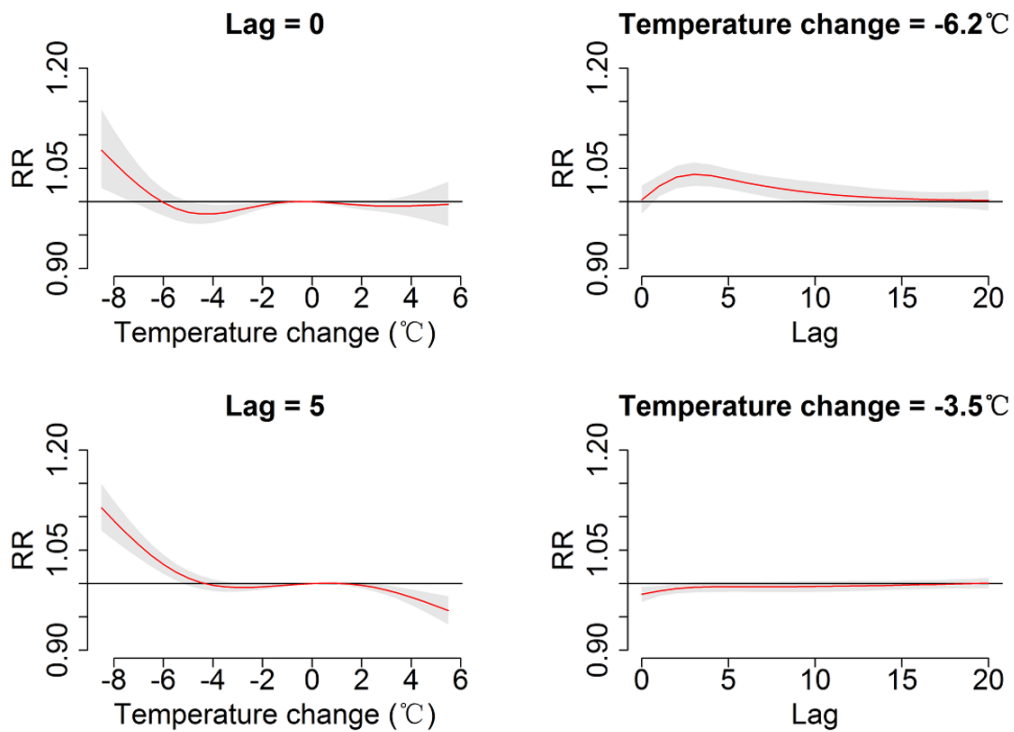 Lag = 0
RR
0.90 1.05 1.20
-8 -6 -4 -2 0 2 4 6
Temperature change (℃)
Temperature change = -6.2℃
RR
0.90 1.05 1.20
0 5 10 15 20
Lag
Lag = 5
RR
0.90 1.05 1.20
-8 -6 -4 -2 0 2 4 6
Temperature change (℃)
Temperature change = -3.5℃
RR
0.90 1.05 1.20
0 5 10 15 20
Lag